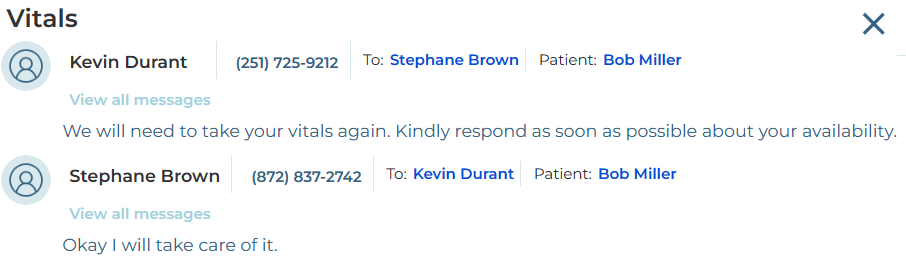 Vitals
Kevin Durant (251) 725-9212 To: Stephane Brown Patient: Bob Miller
View all messages
We will need to take your vitals again. Kindly respond as soon as possible about your availability.
Stephane Brown (872) 837-2742 To: Kevin Durant Patient: Bob Miller
View all messages
Okay I will take care of it.